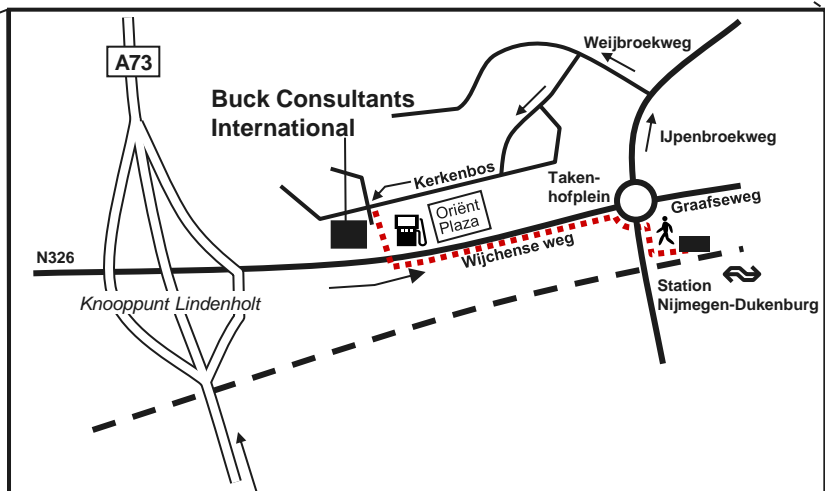 Weijbroekweg
A73
Buck Consultants
International
IJpenbroekweg
Kerkenbos
Taken-
hofplein
Graafseweg
Oriënt
Plaza
Wijchense weg
N326
Knooppunt Lindenholt
Station
Nijmegen-Dukenburg